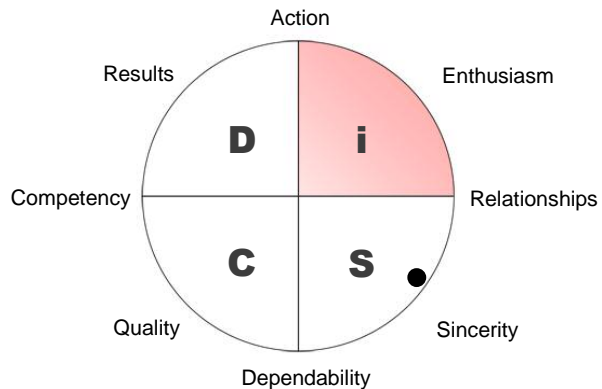 Action
Results
Enthusiasm
D
i
Competency
Relationships
C
S
Quality
Sincerity
Dependability